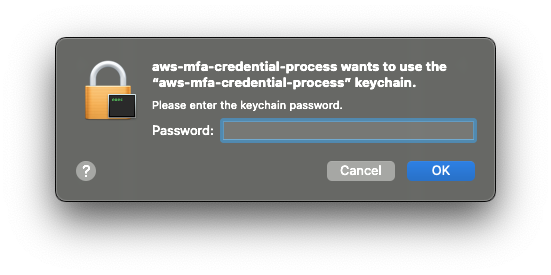 aws-mfa-credential-process wants to use the
“aws-mfa-credential-process” keychain.
Please enter the keychain password.
Password:
?
Cancel
OK